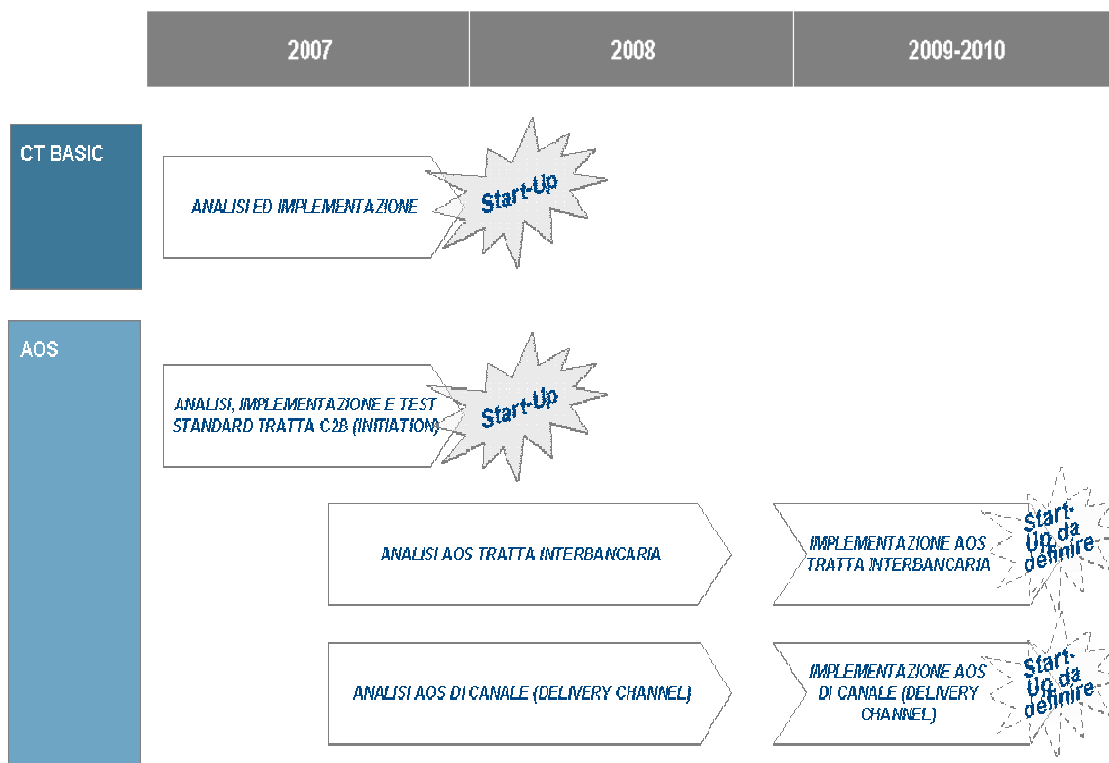 2007
2008
2009-2010
CT BASIC
ANALISI ED IMPLEMENTAZIONE
Start-Up
AOS
ANALISI, IMPLEMENTAZIONE E TEST
STANDARD TRATTA C2B (INITIATION)
Start-Up
ANALISI AOS TRATTA INTERBANCARIA
IMPLEMENTAZIONE AOS
TRATTA INTERBANCARIA
Start-
Up da
definire
ANALISI AOS DI CANALE (DELIVERY CHANNEL)
IMPLEMENTAZIONE AOS
DI CANALE (DELIVERY
CHANNEL)
Start-
Up da
definire